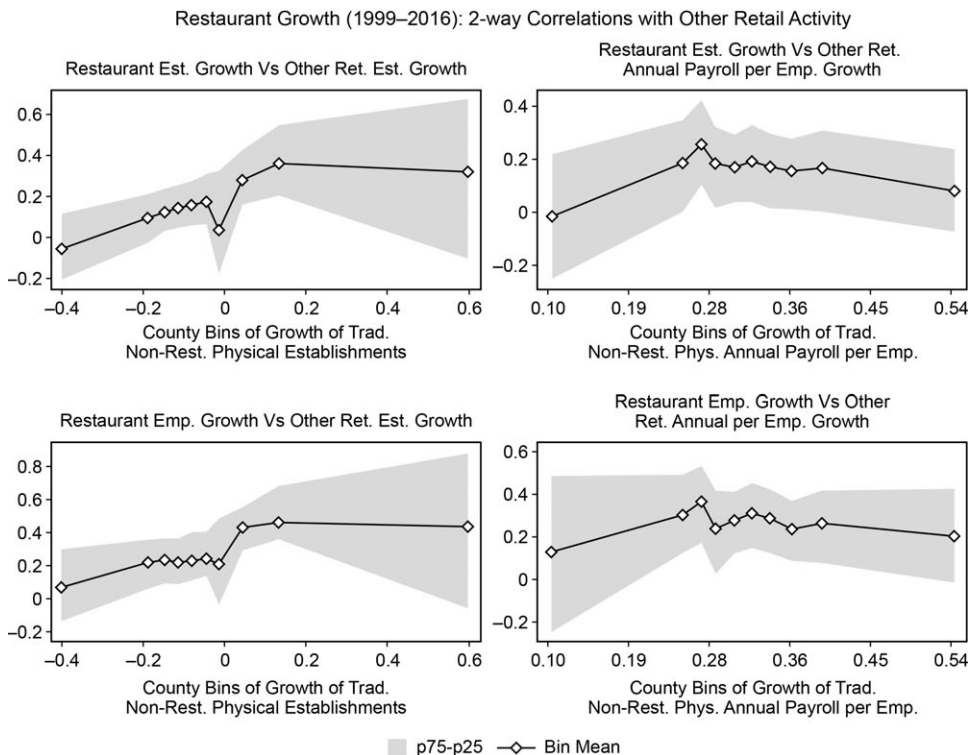 Restaurant Growth (1999–2016): 2-way Correlations with Other Retail Activity
Restaurant Est. Growth Vs Other Ret. Est. Growth
0.6
0.4
0.2
0
–0.2
–0.4
–0.2
0
0.2
0.4
0.6
County Bins of Growth of Trad.
Non-Rest. Physical Establishments
Restaurant Est. Growth Vs Other Ret.
Annual Payroll per Emp. Growth
0.4
0.2
0
–0.2
0.10
0.19
0.28
0.36
0.45
0.54
County Bins of Growth of Trad.
Non-Rest. Phys. Annual Payroll per Emp.
Restaurant Emp. Growth Vs Other Ret. Est. Growth
0.8
0.6
0.4
0.2
0
–0.2
–0.4
–0.2
0
0.2
0.4
0.6
County Bins of Growth of Trad.
Non-Rest. Physical Establishments
Restaurant Emp. Growth Vs Other
Ret. Annual per Emp. Growth
0.6
0.4
0.2
0
–0.2
0.10
0.19
0.28
0.36
0.45
0.54
County Bins of Growth of Trad.
Non-Rest. Phys. Annual Payroll per Emp.
p75-p25
Bin Mean